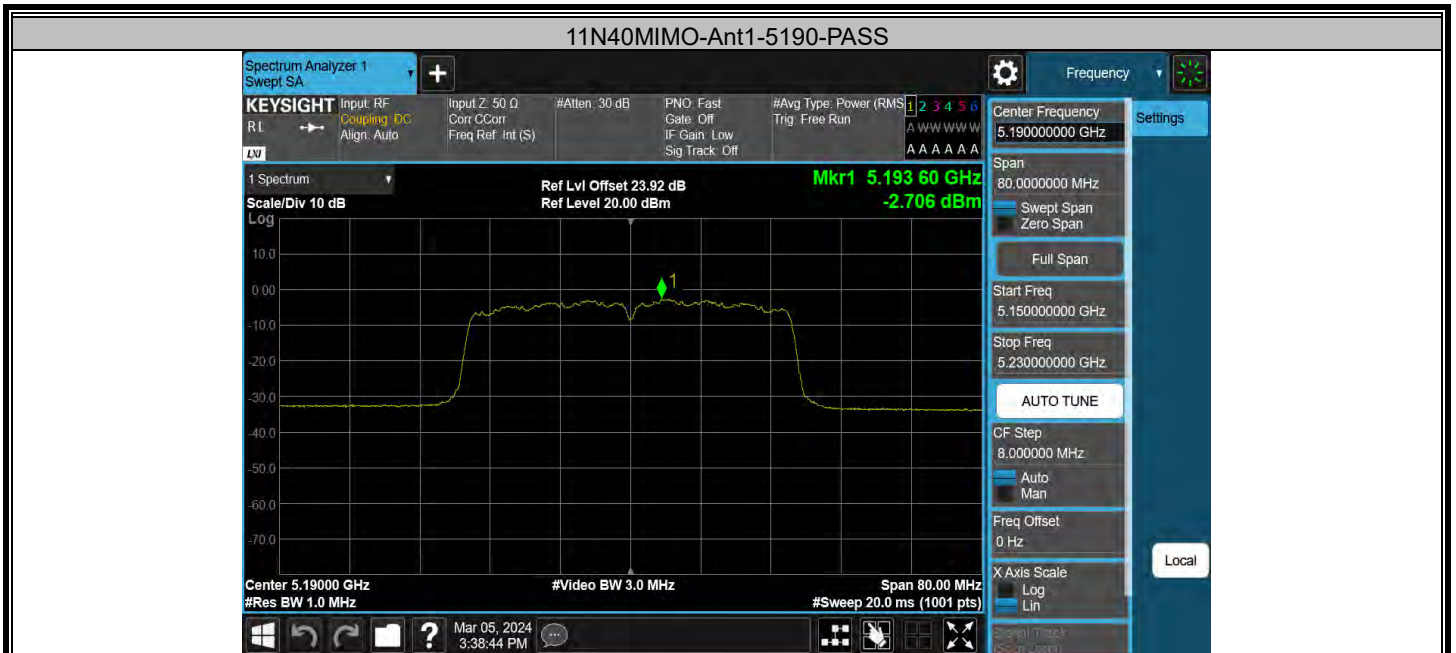 11N40MIMO-Ant1-5190-PASS
Spectrum Analyzer 1
Swept SA
Frequency
KEYSIGHT
RL
LXI
Input: RF
Coupling: DC
Align: Auto
Input Z: 50 Ω
Corr CCorr
Freq Ref: Int (S)
#Atten: 30 dB
PNO: Fast
Gate: Off
IF Gain: Low
Sig Track: Off
#Avg Type: Power (RMS
Trig: Free Run
1 2 3 4 5 6
A W W W W W
A A A A A A
Center Frequency
5.190000000 GHz
Settings
Span
80.0000000 MHz
Swept Span
Zero Span
Full Span
Start Freq
5.150000000 GHz
Stop Freq
5.230000000 GHz
AUTO TUNE
CF Step
8.000000 MHz
Auto
Man
Freq Offset
0 Hz
X Axis Scale
Log
Lin
Local
1 Spectrum
Scale/Div 10 dB
Log
Ref Lvl Offset 23.92 dB
Ref Level 20.00 dBm
Mkr1 5.193 60 GHz
-2.706 dBm
1
10.0
0.00
-10.0
-20.0
-30.0
-40.0
-50.0
-60.0
-70.0
Center 5.19000 GHz
#Video BW 3.0 MHz
Span 80.00 MHz
#Res BW 1.0 MHz
#Sweep 20.0 ms (1001 pts)
?
Mar 05, 2024
3:38:44 PM